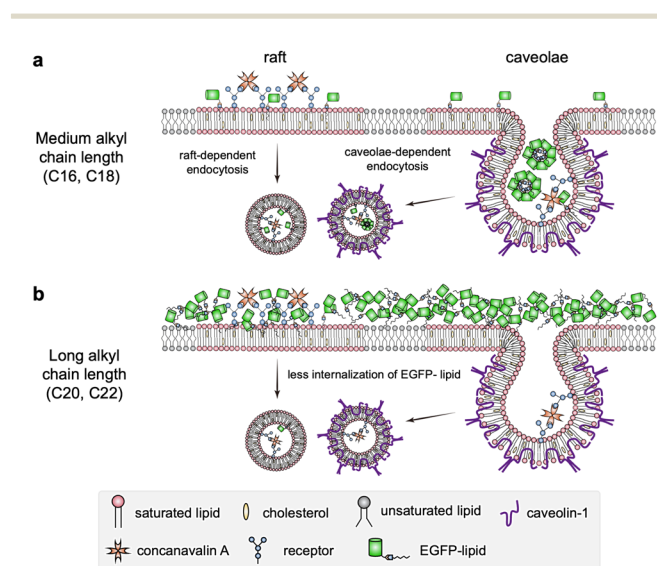 a
raft
caveolae
Medium alkyl
chain length
(C16, C18)
raft-dependent
endocytosis
caveolae-dependent
endocytosis
b
Long alkyl
chain length
(C20, C22)
less internalization of EGFP- lipid
saturated lipid
cholesterol
unsaturated lipid
caveolin-1
concanavalin A
receptor
EGFP-lipid